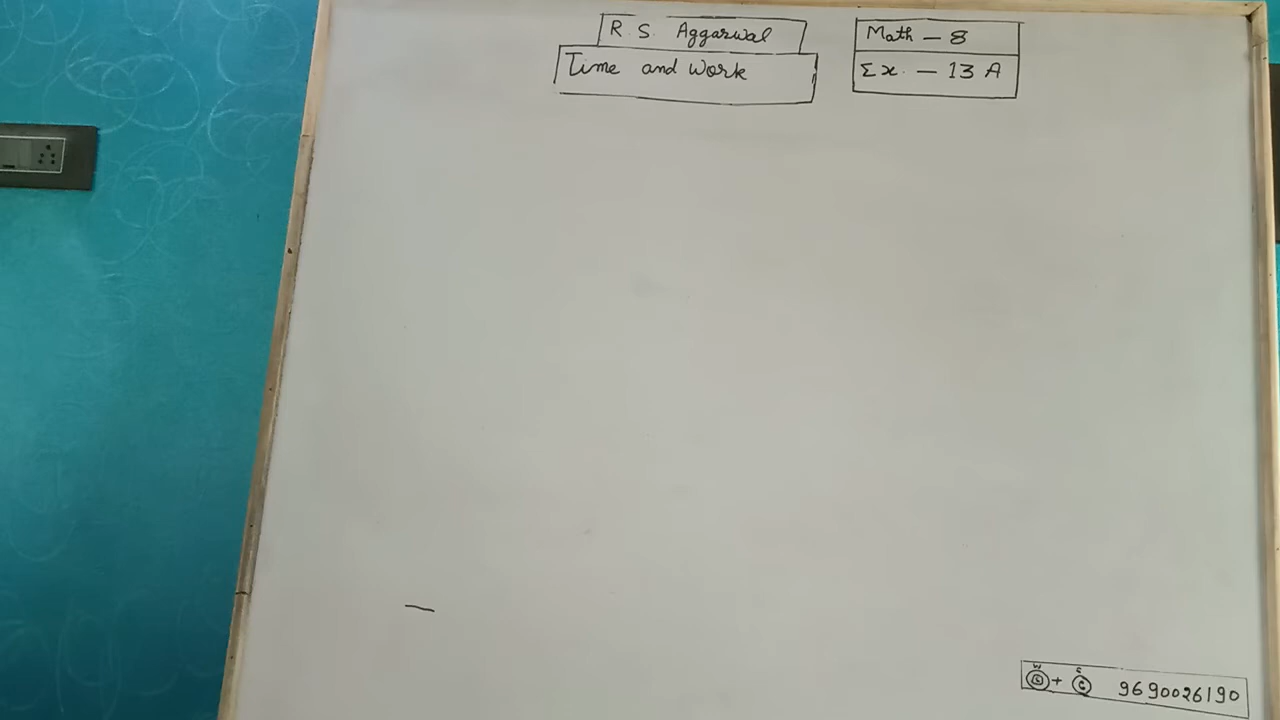 R. S. Aggarwal
Time and Work
Math - 8
Ex. - 13 A
W C
+ 9690026190